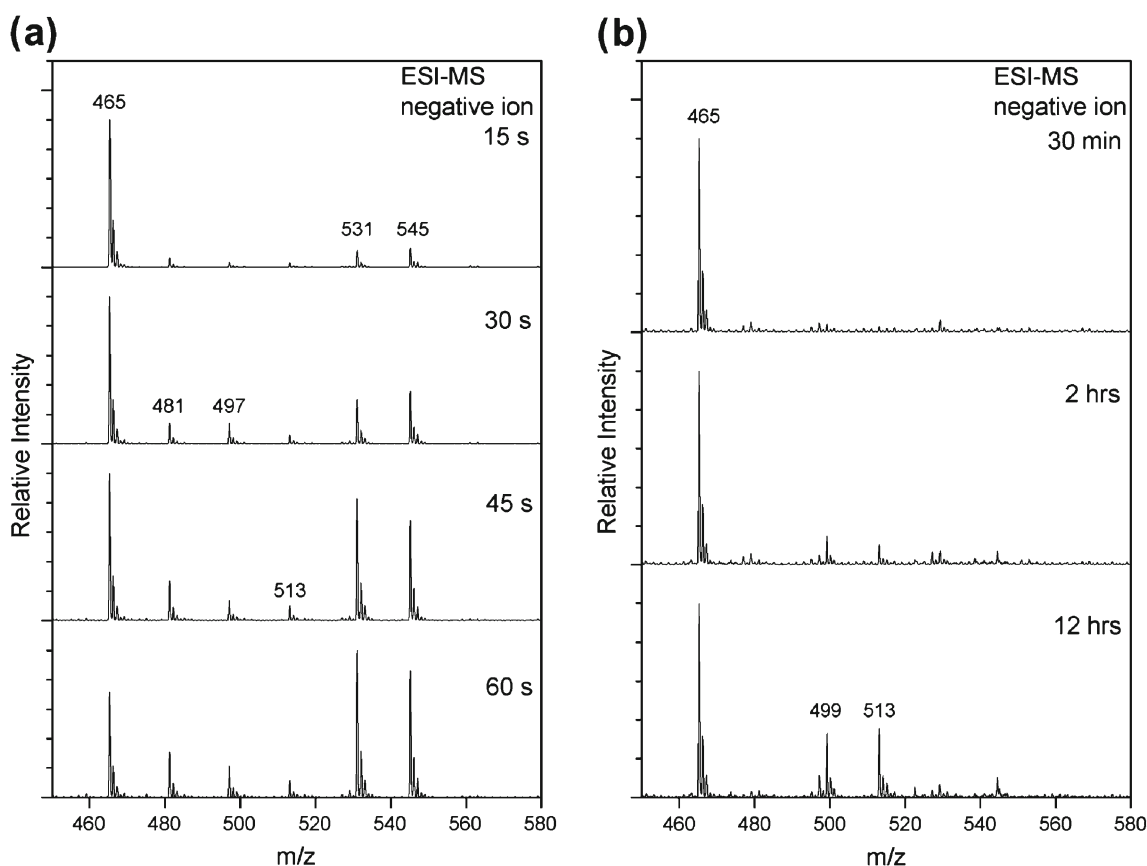 (a)
ESI-MS
negative ion
15 s
465
531 545
30 s
481 497
45 s
513
60 s
Relative Intensity
460 480 500 520 540 560 580
m/z
(b)
ESI-MS
negative ion
30 min
465
2 hrs
12 hrs
499 513
Relative Intensity
460 480 500 520 540 560 580
m/z